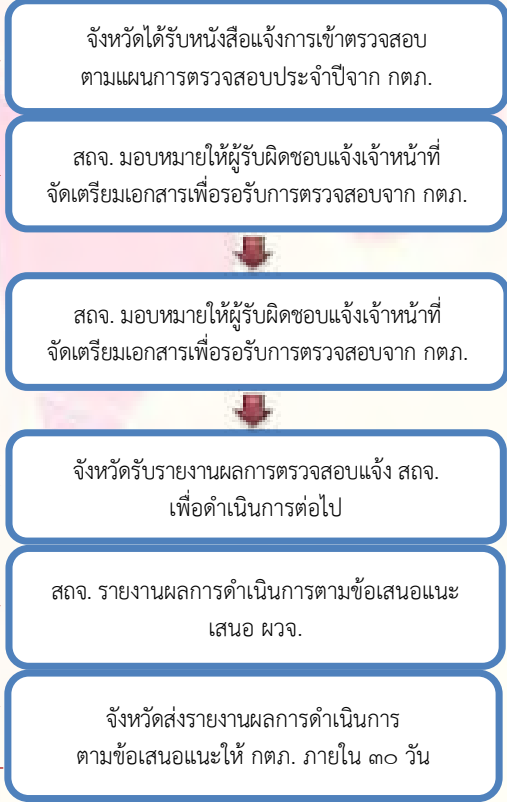 จังหวัดได้รับหนังสือแจ้งการเข้าตรวจสอบ
ตามแผนการตรวจสอบประจำปีจาก กตภ.
สถจ. มอบหมายให้ผู้รับผิดชอบแจ้งเจ้าหน้าที่
จัดเตรียมเอกสารเพื่อรอรับการตรวจสอบจาก กตภ.
สถจ. มอบหมายให้ผู้รับผิดชอบแจ้งเจ้าหน้าที่
จัดเตรียมเอกสารเพื่อรอรับการตรวจสอบจาก กตภ.
จังหวัดรับรายงานผลการตรวจสอบแจ้ง สถจ.
เพื่อดำเนินการต่อไป
สถจ. รายงานผลการดำเนินการตามข้อเสนอแนะ
เสนอ ผวจ.
จังหวัดส่งรายงานผลการดำเนินการ
ตามข้อเสนอแนะให้ กตภ. ภายใน ๓๐ วัน